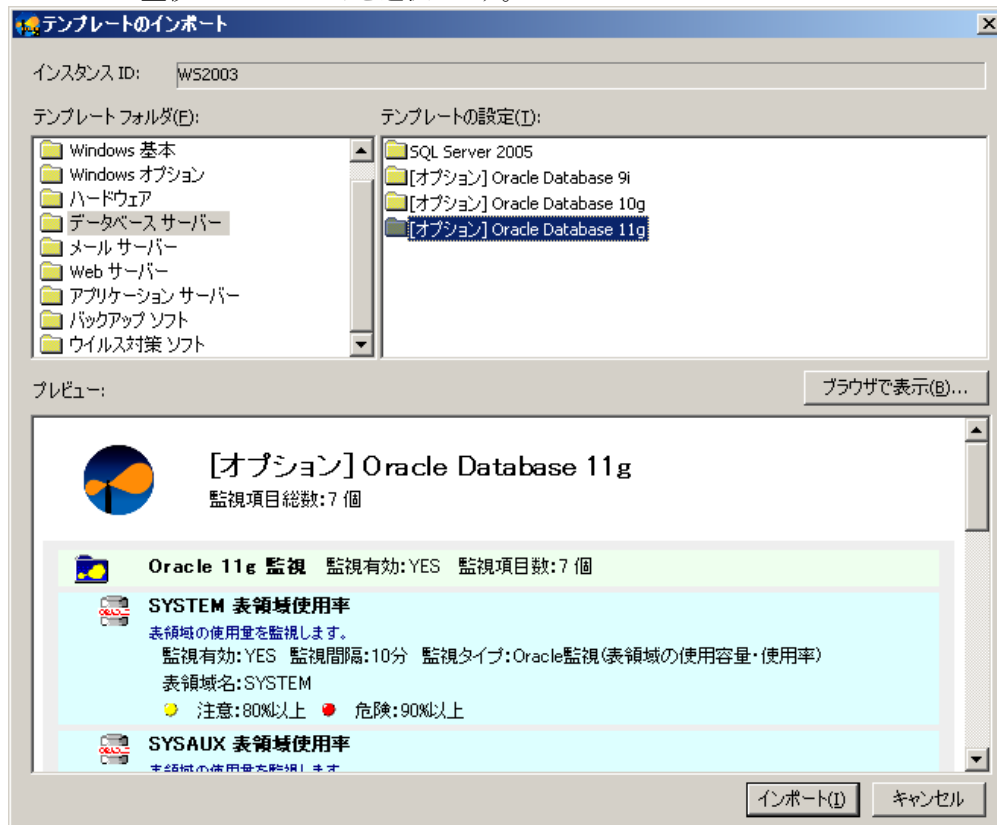 テンプレートのインポート
インスタンス ID: WS2003
テンプレート フォルダ(F):
Windows 基本
Windows オプション
ハードウェア
データベース サーバー
メール サーバー
Web サーバー
アプリケーション サーバー
バックアップ ソフト
ウイルス対策 ソフト
テンプレートの設定(T):
SQL Server 2005
[オプション] Oracle Database 9i
[オプション] Oracle Database 10g
[オプション] Oracle Database 11g
プレビュー:
ブラウザで表示(B)...
[オプション] Oracle Database 11g
監視項目総数:7 個
Oracle 11g 監視 監視有効:YES 監視項目数:7 個
SYSTEM 表領域使用率
表領域の使用量を監視します。
監視有効:YES 監視間隔:10分 監視タイプ:Oracle監視(表領域の使用容量・使用率)
表領域名:SYSTEM
注意:80%以上 危険:90%以上
SYSAUX 表領域使用率
表領域の使用量を監視します
インポート(I)
キャンセル